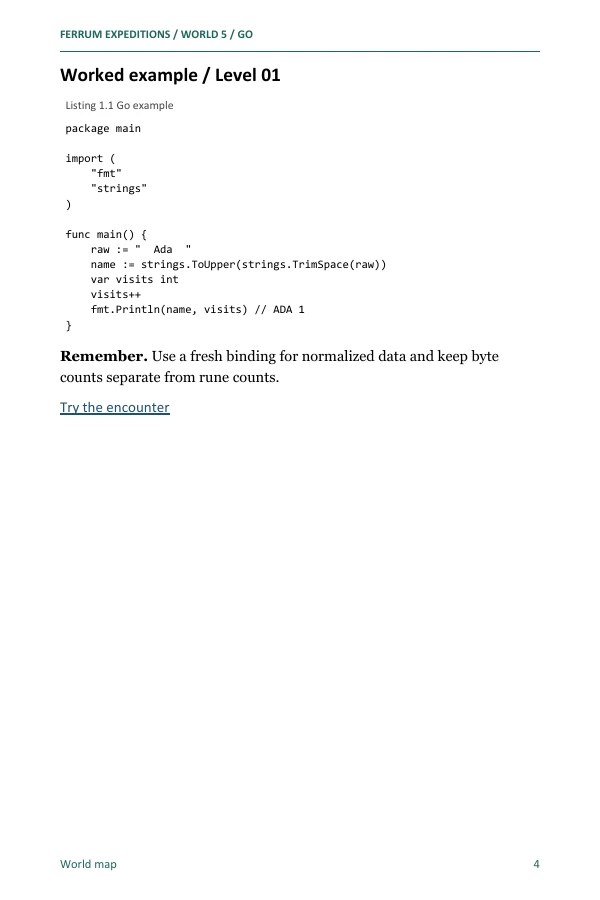 FERRUM EXPEDITIONS / WORLD 5 / GO
Worked example / Level 01
Listing 1.1 Go example
package main
import (
    "fmt"
    "strings"
)
func main() {
    raw := "  Ada  "
    name := strings.ToUpper(strings.TrimSpace(raw))
    var visits int
    visits++
    fmt.Println(name, visits) // ADA 1
}
Remember. Use a fresh binding for normalized data and keep byte
counts separate from rune counts.
Try the encounter
World map 4